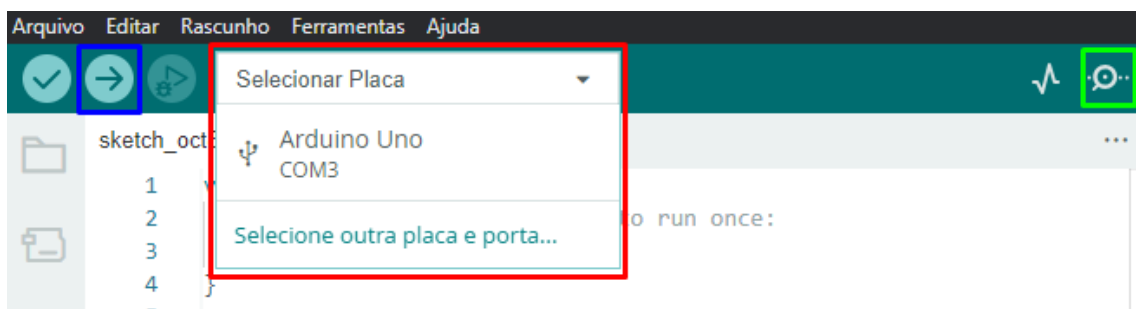 Arquivo Editar Rascunho Ferramentas Ajuda
Selecionar Placa
sketch_oct
Arduino Uno
COM3
1
2 o run once:
Selecione outra placa e porta...
3
4 }